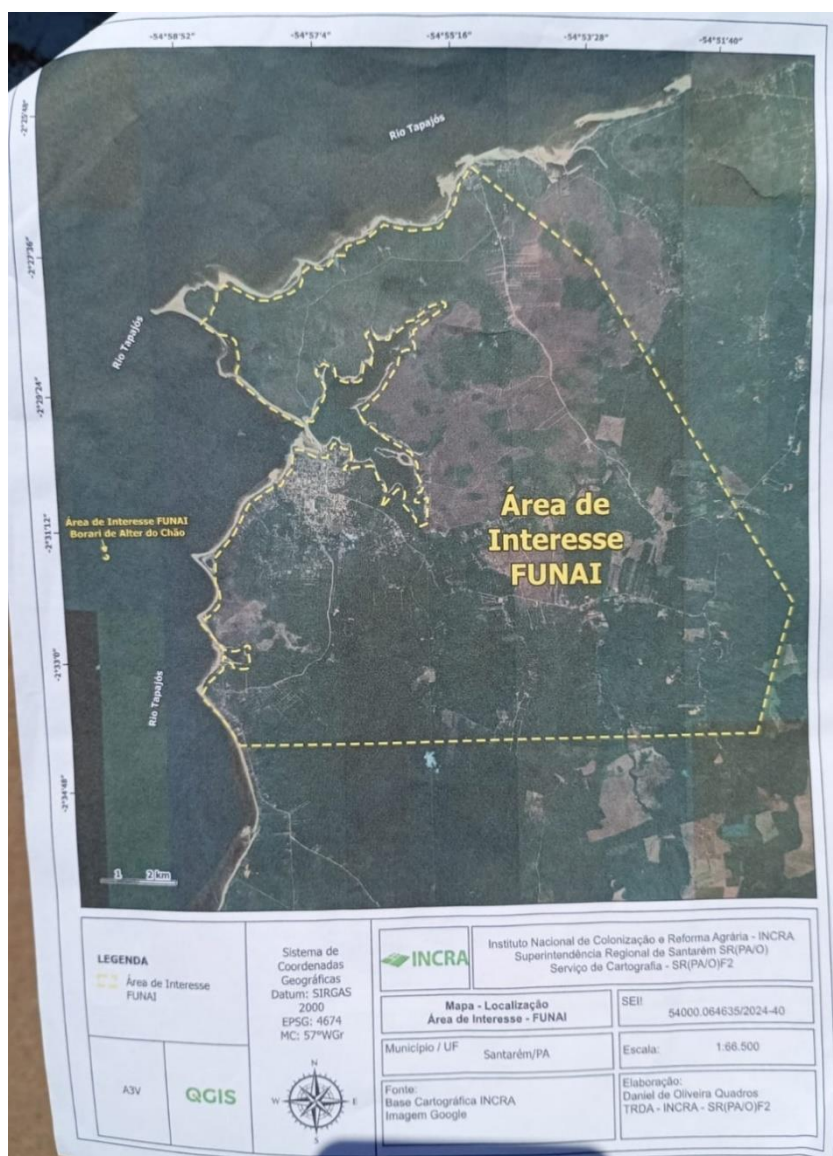 -54°58'52"
-54°57'4"
-54°55'16"
-54°53'28"
-54°51'40"
-2°25'48"
-2°27'36"
-2°29'24"
-2°31'12"
-2°33'0"
-2°34'48"
Rio Tapajós
Rio Tapajós
Área de Interesse FUNAI
Borari de Alter do Chão
Área de
Interesse
FUNAI
Rio Tapajós
1 2 km
LEGENDA
Área de Interesse
FUNAI
A3V
QGIS
Sistema de
Coordenadas
Geográficas
Datum: SIRGAS
2000
EPSG: 4674
MC: 57°WGr
N
W
E
S
INCRA
Instituto Nacional de Colonização e Reforma Agrária - INCRA
Superintendência Regional de Santarém SR(PA/O)
Serviço de Cartografia - SR(PA/O)F2
Mapa - Localização
Área de Interesse - FUNAI
SEI!
54000.064635/2024-40
Município / UF
Santarém/PA
Escala:
1:66.500
Fonte:
Base Cartográfica INCRA
Imagem Google
Elaboração:
Daniel de Oliveira Quadros
TRDA - INCRA - SR(PA/O)F2